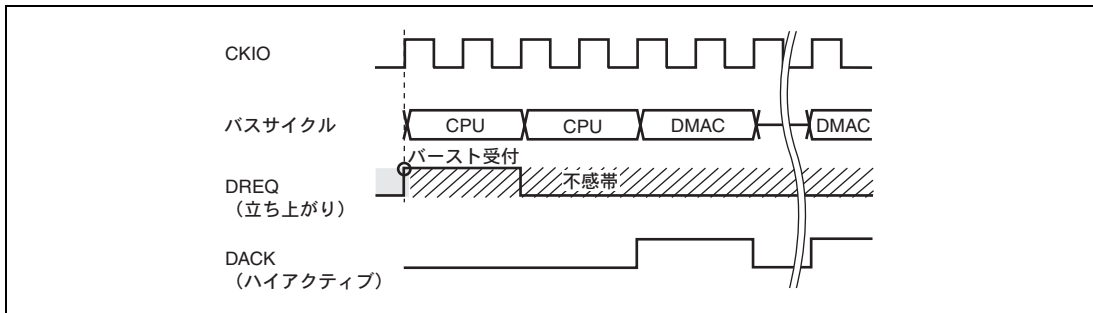 CKIO
バスサイクル CPU CPU DMAC DMAC
バースト受付
不感帯
DREQ
（立ち上がり）
DACK
（ハイアクティブ）